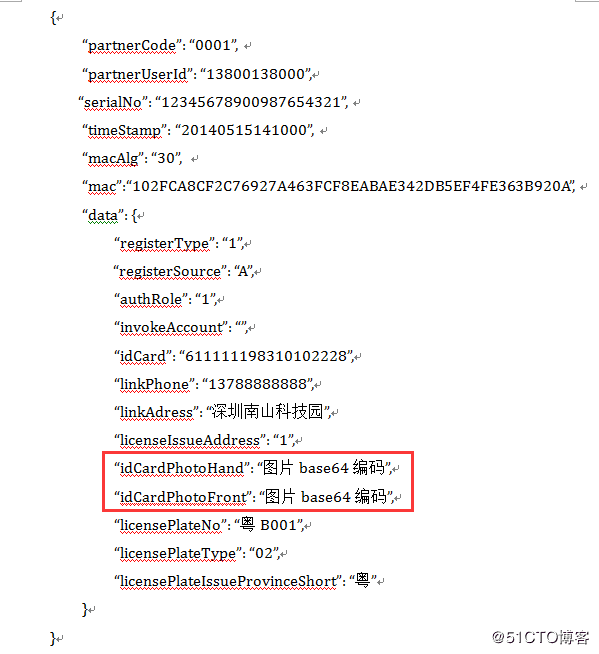 {
“partnerCode”: “0001”,
“partnerUserId”: “13800138000”,
“serialNo”: “12345678900987654321”,
“timeStamp”: “20140515141000”,
“macAlg”: “30”,
“mac”:“102FCA8CF2C76927A463FCF8EABAE342DB5EF4FE363B920A”,
“data”: {
“registerType”: “1”,
“registerSource”: “A”,
“authRole”: “1”,
“invokeAccount”: “”,
“idCard”: “611111198310102228”,
“linkPhone”: “13788888888”,
“linkAdress”: “深圳南山科技园”,
“licenseIssueAddress”: “1”,
“idCardPhotoHand”: “图片 base64 编码”,
“idCardPhotoFront”: “图片 base64 编码”,
“licensePlateNo”: “粤 B001”,
“licensePlateType”: “02”,
“licensePlateIssueProvinceShort”: “粤”
}
}
@51CTO博客